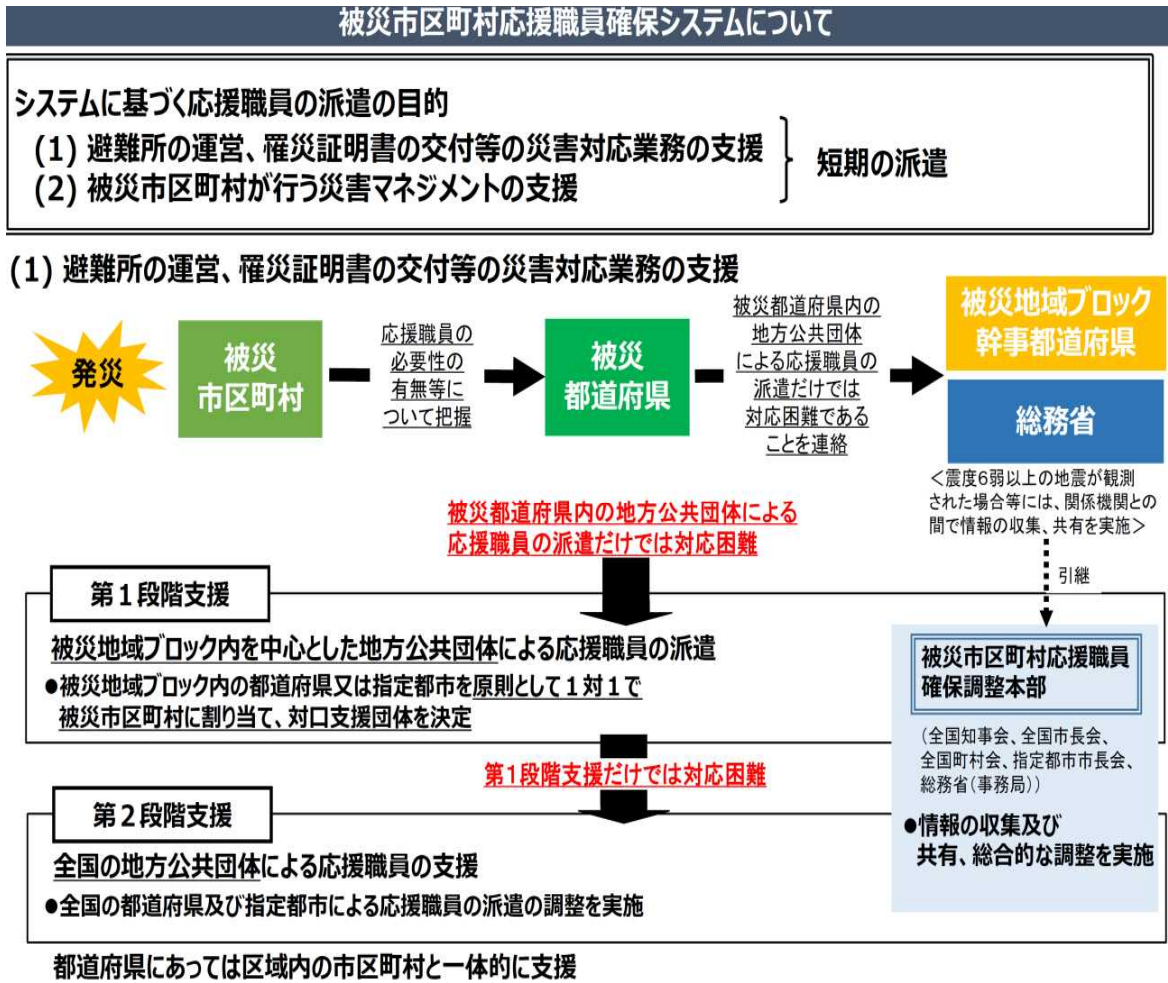 被災市区町村応援職員確保システムについて
システムに基づく応援職員の派遣の目的
(1) 避難所の運営、罹災証明書の交付等の災害対応業務の支援
(2) 被災市区町村が行う災害マネジメントの支援
短期の派遣
(1) 避難所の運営、罹災証明書の交付等の災害対応業務の支援
発災
被災
市区町村
応援職員の
必要性の
有無等に
ついて把握
被災
都道府県
被災都道府県内の
地方公共団体
による応援職員の
派遣だけでは
対応困難である
ことを連絡
被災地域ブロック
幹事都道府県
総務省
<震度6弱以上の地震が観測
された場合等には、関係機関との
間で情報の収集、共有を実施>
引継
被災都道府県内の地方公共団体による
応援職員の派遣だけでは対応困難
第1段階支援
被災地域ブロック内を中心とした地方公共団体による応援職員の派遣
●被災地域ブロック内の都道府県又は指定都市を原則として1対1で
被災市区町村に割り当て、対口支援団体を決定
第1段階支援だけでは対応困難
第2段階支援
全国の地方公共団体による応援職員の支援
●全国の都道府県及び指定都市による応援職員の派遣の調整を実施
被災市区町村応援職員
確保調整本部
(全国知事会、全国市長会、
全国町村会、指定都市市長会、
総務省(事務局))
●情報の収集及び
共有、総合的な調整を実施
都道府県にあっては区域内の市区町村と一体的に支援